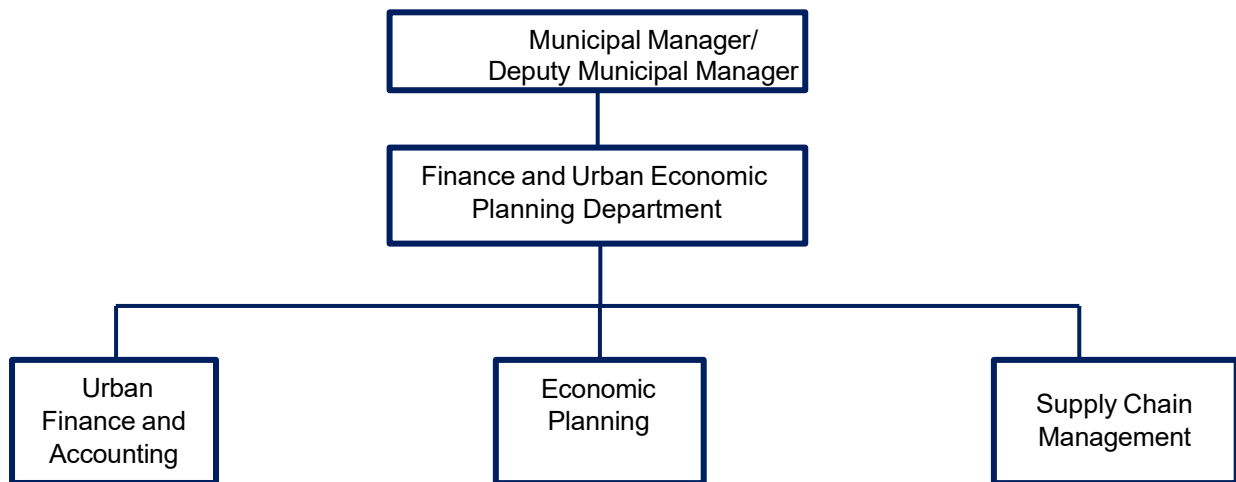 Municipal Manager/
Deputy Municipal Manager
Finance and Urban Economic
Planning Department
Urban
Finance and
Accounting
Economic
Planning
Supply Chain
Management